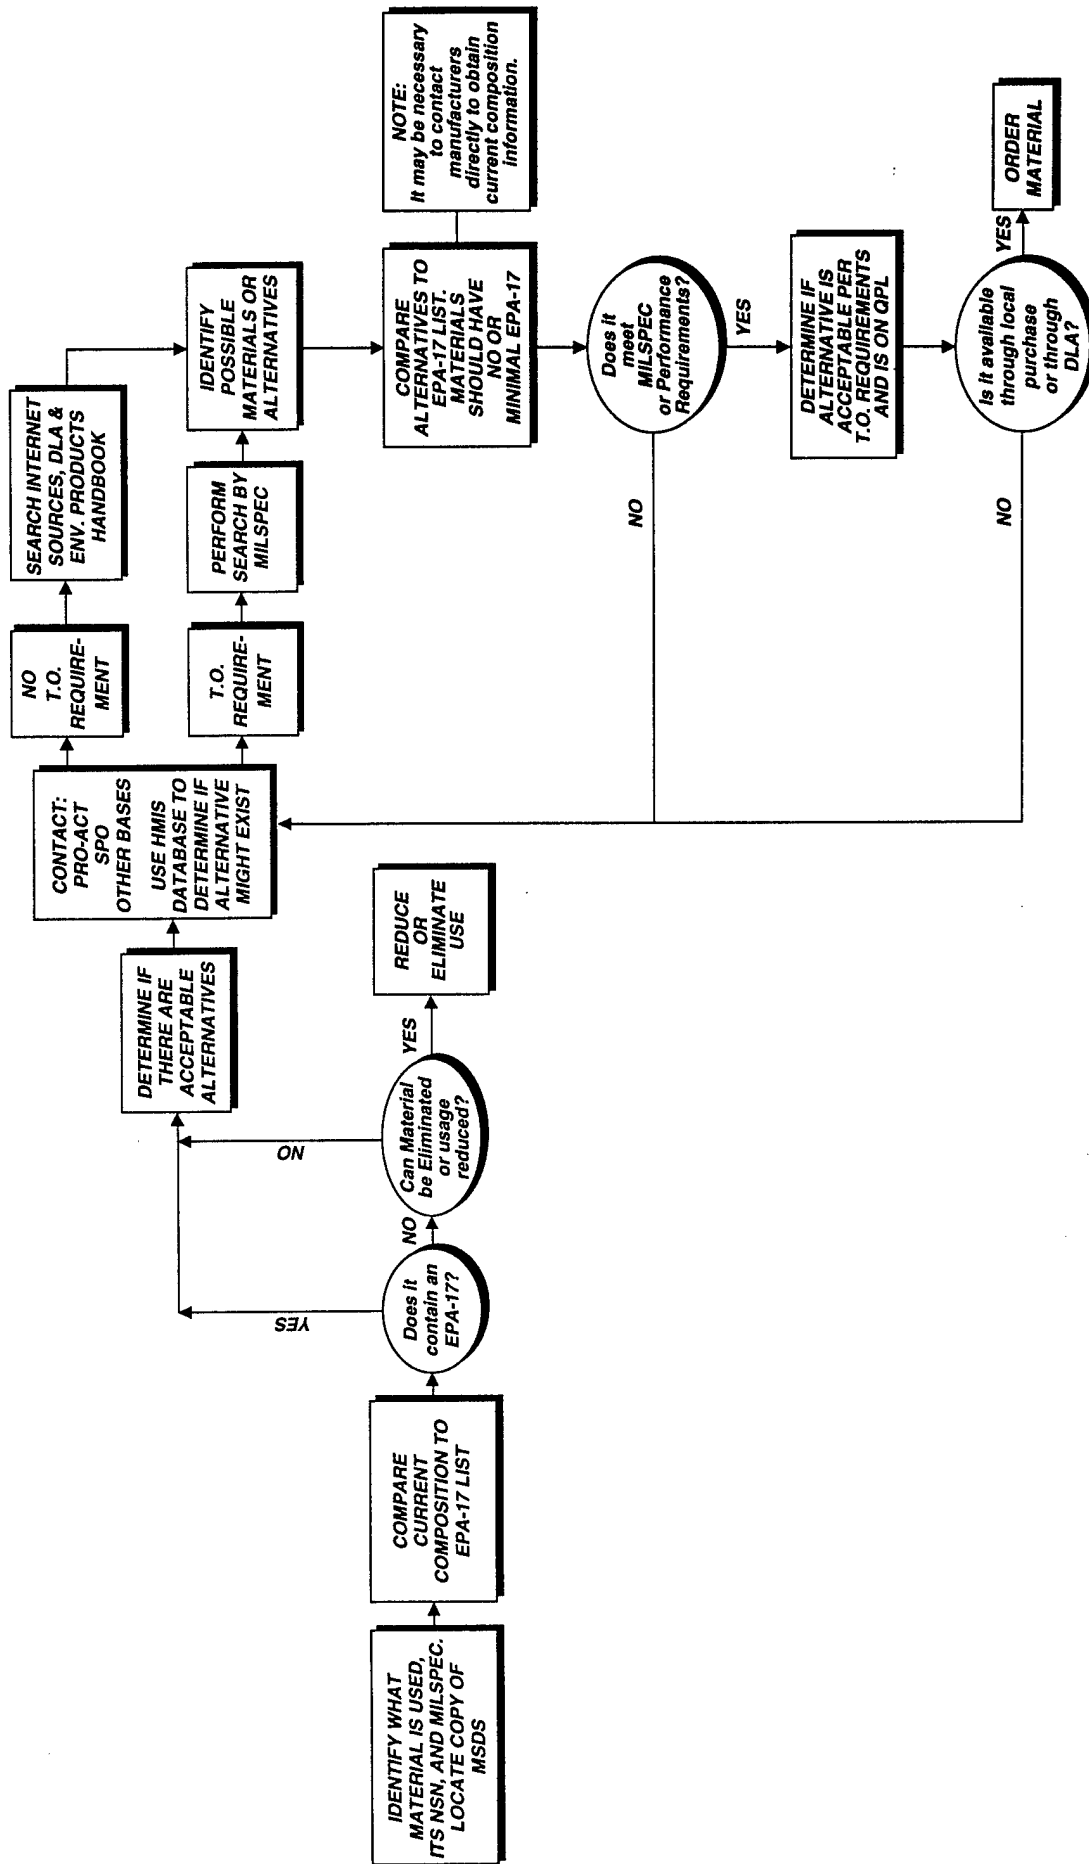 IDENTIFY WHAT
MATERIAL IS USED,
ITS NSN, AND MILSPEC.
LOCATE COPY OF
MSDS
COMPARE
CURRENT
COMPOSITION TO
EPA-17 LIST
Does it
contain an
EPA-17?
YES
NO
Can Material
be Eliminated
or usage
reduced?
NO
YES
REDUCE
OR
ELIMINATE
USE
DETERMINE IF
THERE ARE
ACCEPTABLE
ALTERNATIVES
CONTACT:
PRO-ACT
SPO
OTHER BASES
USE HMIS
DATABASE TO
DETERMINE IF
ALTERNATIVE
MIGHT EXIST
NO
T.O.
REQUIRE-
MENT
SEARCH INTERNET
SOURCES, DLA &
ENV. PRODUCTS
HANDBOOK
T.O.
REQUIRE-
MENT
PERFORM
SEARCH BY
MILSPEC
IDENTIFY
POSSIBLE
MATERIALS OR
ALTERNATIVES
COMPARE
ALTERNATIVES TO
EPA-17 LIST.
MATERIALS
SHOULD HAVE
NO OR
MINIMAL EPA-17
NOTE:
It may be necessary
to contact
manufacturers
directly to obtain
current composition
information.
Does it
meet
MILSPEC
or Performance
Requirements?
NO
YES
DETERMINE IF
ALTERNATIVE IS
ACCEPTABLE PER
T.O. REQUIREMENTS
AND IS ON QPL
Is it available
through local
purchase
or through
DLA?
NO
YES
ORDER
MATERIAL